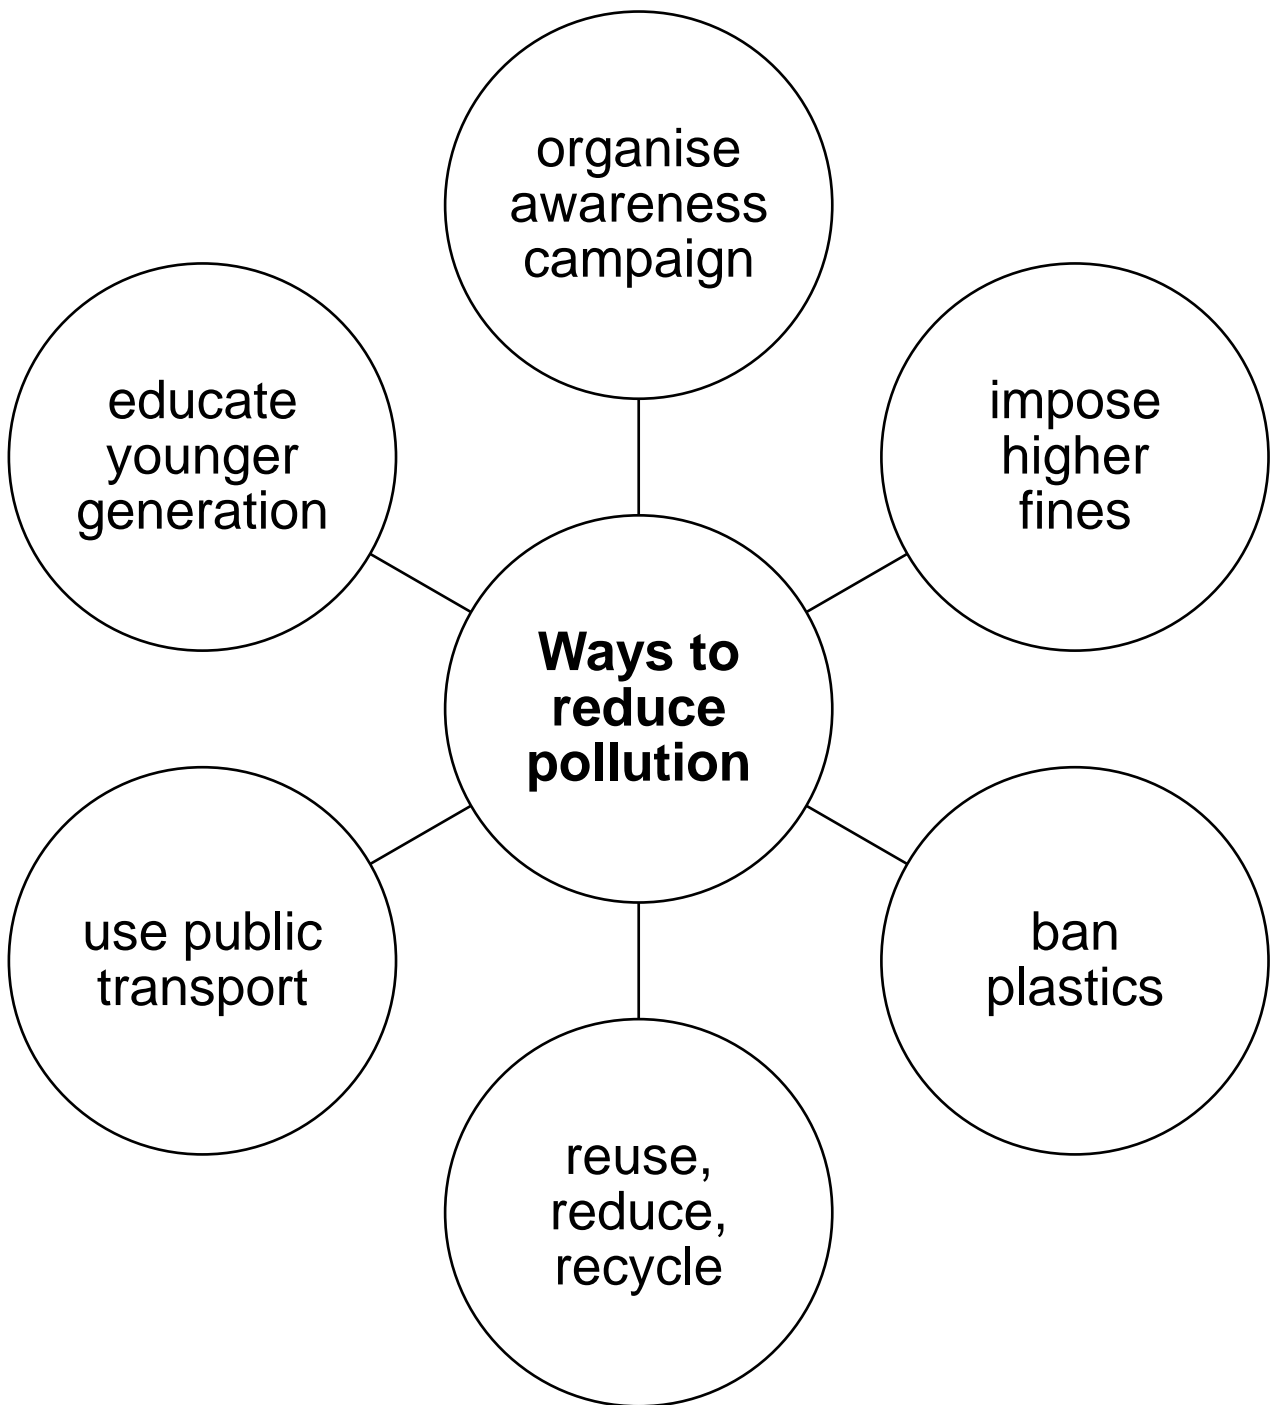 organise
awareness
campaign
educate
younger
generation
impose
higher
fines
Ways to
reduce
pollution
use public
transport
ban
plastics
reuse,
reduce,
recycle